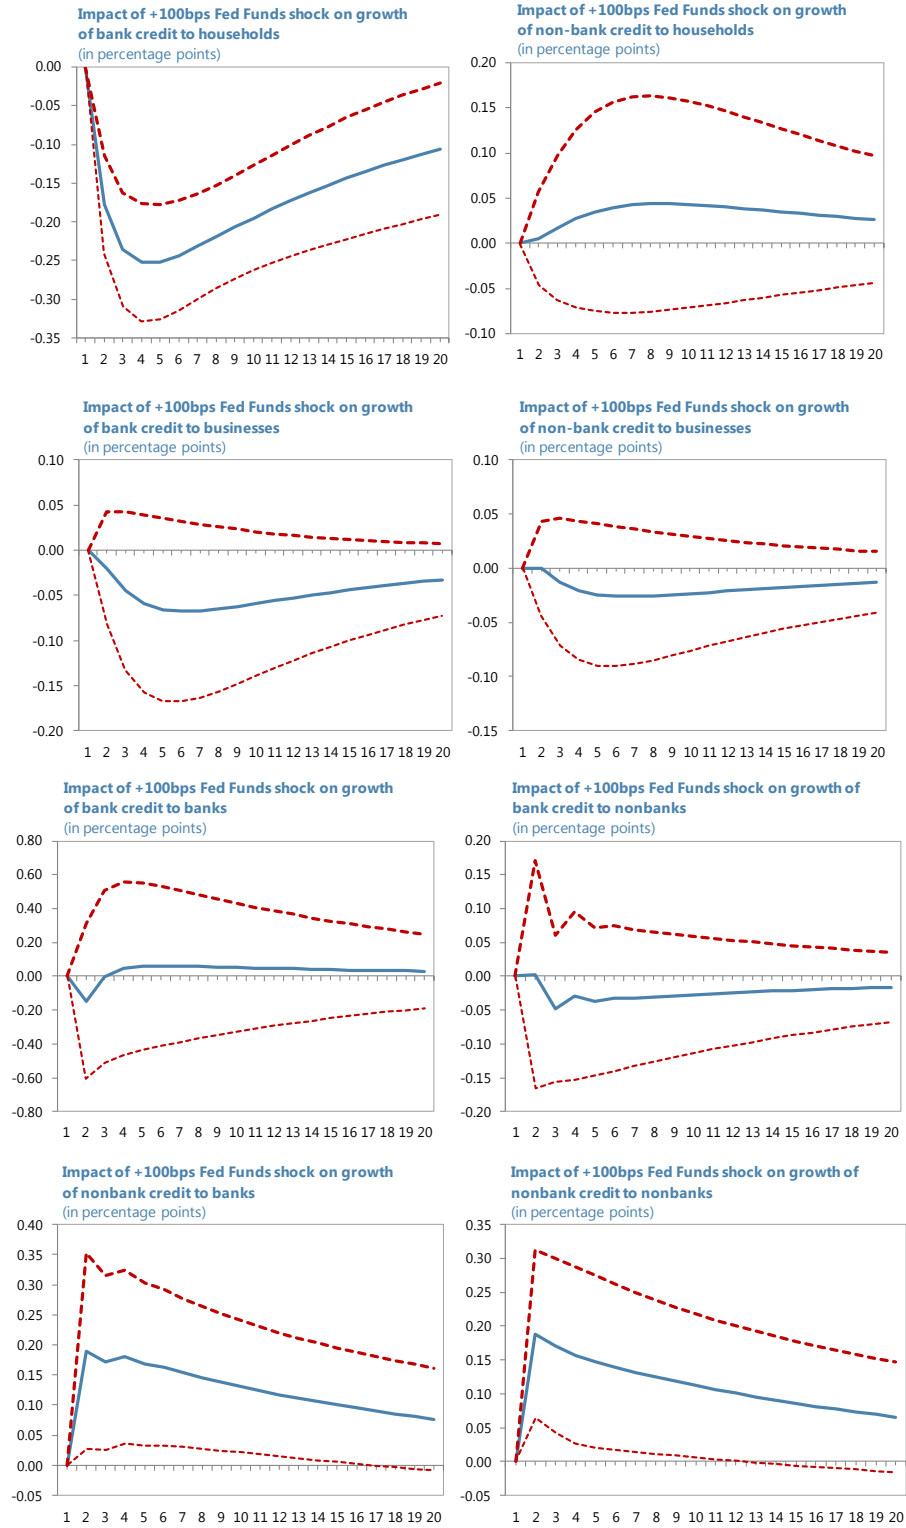 Impact of +100bps Fed Funds shock on growth
of bank credit to households
(in percentage points)
0.00
-0.05
-0.10
-0.15
-0.20
-0.25
-0.30
-0.35
1 2 3 4 5 6 7 8 9 10 11 12 13 14 15 16 17 18 19 20
Impact of +100bps Fed Funds shock on growth
of non-bank credit to households
(in percentage points)
0.20
0.15
0.10
0.05
0.00
-0.05
-0.10
1 2 3 4 5 6 7 8 9 10 11 12 13 14 15 16 17 18 19 20
Impact of +100bps Fed Funds shock on growth
of bank credit to businesses
(in percentage points)
0.10
0.05
0.00
-0.05
-0.10
-0.15
-0.20
1 2 3 4 5 6 7 8 9 10 11 12 13 14 15 16 17 18 19 20
Impact of +100bps Fed Funds shock on growth
of non-bank credit to businesses
(in percentage points)
0.10
0.05
0.00
-0.05
-0.10
-0.15
1 2 3 4 5 6 7 8 9 10 11 12 13 14 15 16 17 18 19 20
Impact of +100bps Fed Funds shock on growth
of bank credit to banks
(in percentage points)
0.80
0.60
0.40
0.20
0.00
-0.20
-0.40
-0.60
-0.80
1 2 3 4 5 6 7 8 9 10 11 12 13 14 15 16 17 18 19 20
Impact of +100bps Fed Funds shock on growth of
bank credit to nonbanks
(in percentage points)
0.20
0.15
0.10
0.05
0.00
-0.05
-0.10
-0.15
-0.20
1 2 3 4 5 6 7 8 9 10 11 12 13 14 15 16 17 18 19 20
Impact of +100bps Fed Funds shock on growth
of nonbank credit to banks
(in percentage points)
0.40
0.35
0.30
0.25
0.20
0.15
0.10
0.05
0.00
-0.05
1 2 3 4 5 6 7 8 9 10 11 12 13 14 15 16 17 18 19 20
Impact of +100bps Fed Funds shock on growth of
nonbank credit to nonbanks
(in percentage points)
0.35
0.30
0.25
0.20
0.15
0.10
0.05
0.00
-0.05
1 2 3 4 5 6 7 8 9 10 11 12 13 14 15 16 17 18 19 20